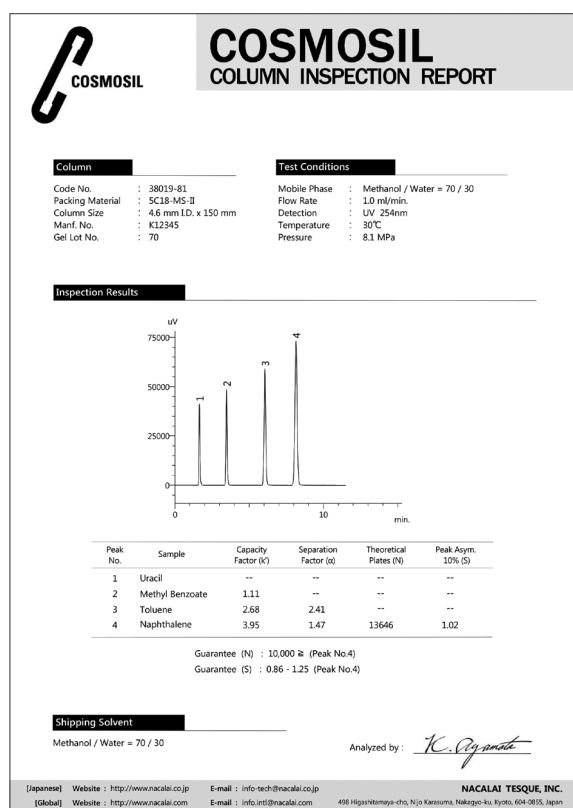 COSMOSIL
COSMOSIL
COLUMN INSPECTION REPORT
Column
Code No. : 38019-81
Packing Material : 5C18-MS-II
Column Size : 4.6 mm I.D. x 150 mm
Manf. No. : K12345
Gel Lot No. : 70
Test Conditions
Mobile Phase : Methanol / Water = 70 / 30
Flow Rate : 1.0 ml/min.
Detection : UV 254nm
Temperature : 30℃
Pressure : 8.1 MPa
Inspection Results
uV
75000
50000
25000
0
1
2
3
4
0 10 min.
Peak No. Sample Capacity Factor (k') Separation Factor (α) Theoretical Plates (N) Peak Asym. 10% (S)
1 Uracil -- -- -- --
2 Methyl Benzoate 1.11 -- -- --
3 Toluene 2.68 2.41 -- --
4 Naphthalene 3.95 1.47 13646 1.02
Guarantee (N) : 10,000 ≧ (Peak No.4)
Guarantee (S) : 0.86 - 1.25 (Peak No.4)
Shipping Solvent
Methanol / Water = 70 / 30
Analyzed by : K. Agamata
[Japanese] Website : http://www.nacalai.co.jp E-mail : info-tech@nacalai.co.jp NACALAI TESQUE, INC.
[Global] Website : http://www.nacalai.com E-mail : info.intl@nacalai.com 498 Higashitamaya-cho, Nijo Karasuma, Nakagyo-ku, Kyoto, 604-0855, Japan